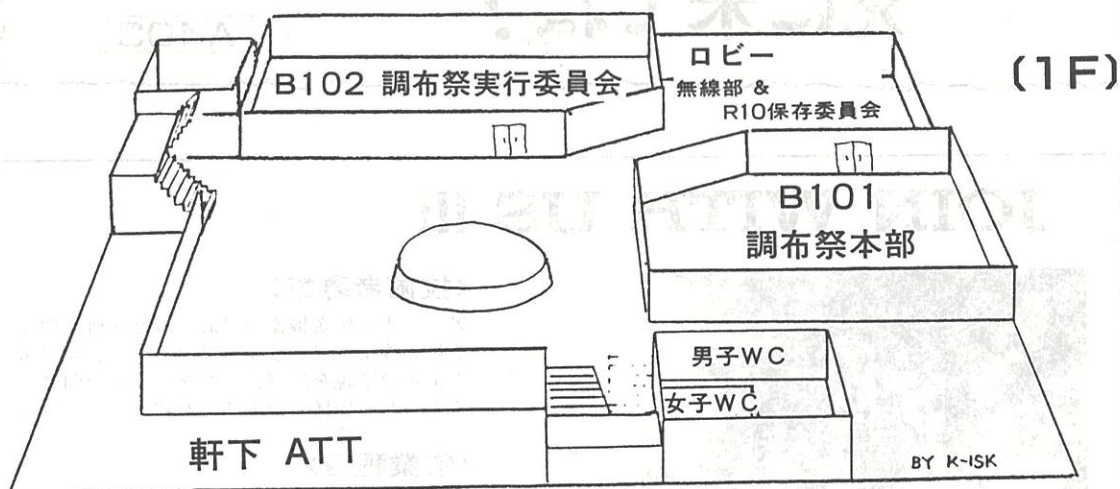 (1F)
ロビー
無線部 &
R10保存委員会
B102 調布祭実行委員会
B101
調布祭本部
男子WC
女子WC
軒下 ATT
BY K-ISK